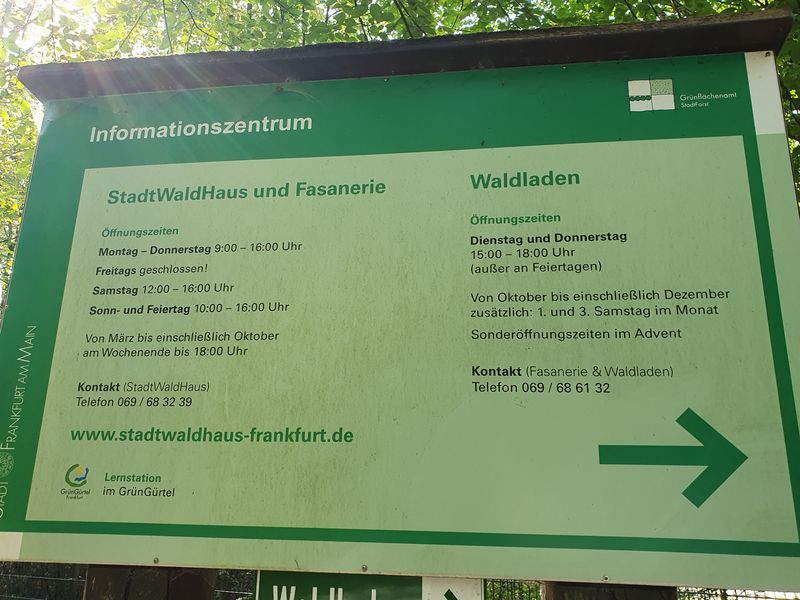 Informationszentrum
Grünflächenamt
StadtForst
StadtWaldHaus und Fasanerie
Öffnungszeiten
Montag – Donnerstag 9:00 – 16:00 Uhr
Freitags geschlossen!
Samstag 12:00 – 16:00 Uhr
Sonn- und Feiertag 10:00 – 16:00 Uhr
Von März bis einschließlich Oktober
am Wochenende bis 18:00 Uhr
Kontakt (StadtWaldHaus)
Telefon 069 / 68 32 39
www.stadtwaldhaus-frankfurt.de
GrünGürtel
Frankfurt
Lernstation
im GrünGürtel
Waldladen
Öffnungszeiten
Dienstag und Donnerstag
15:00 – 18:00 Uhr
(außer an Feiertagen)
Von Oktober bis einschließlich Dezember
zusätzlich: 1. und 3. Samstag im Monat
Sonderöffnungszeiten im Advent
Kontakt (Fasanerie & Waldladen)
Telefon 069 / 68 61 32
STADT FRANKFURT AM MAIN